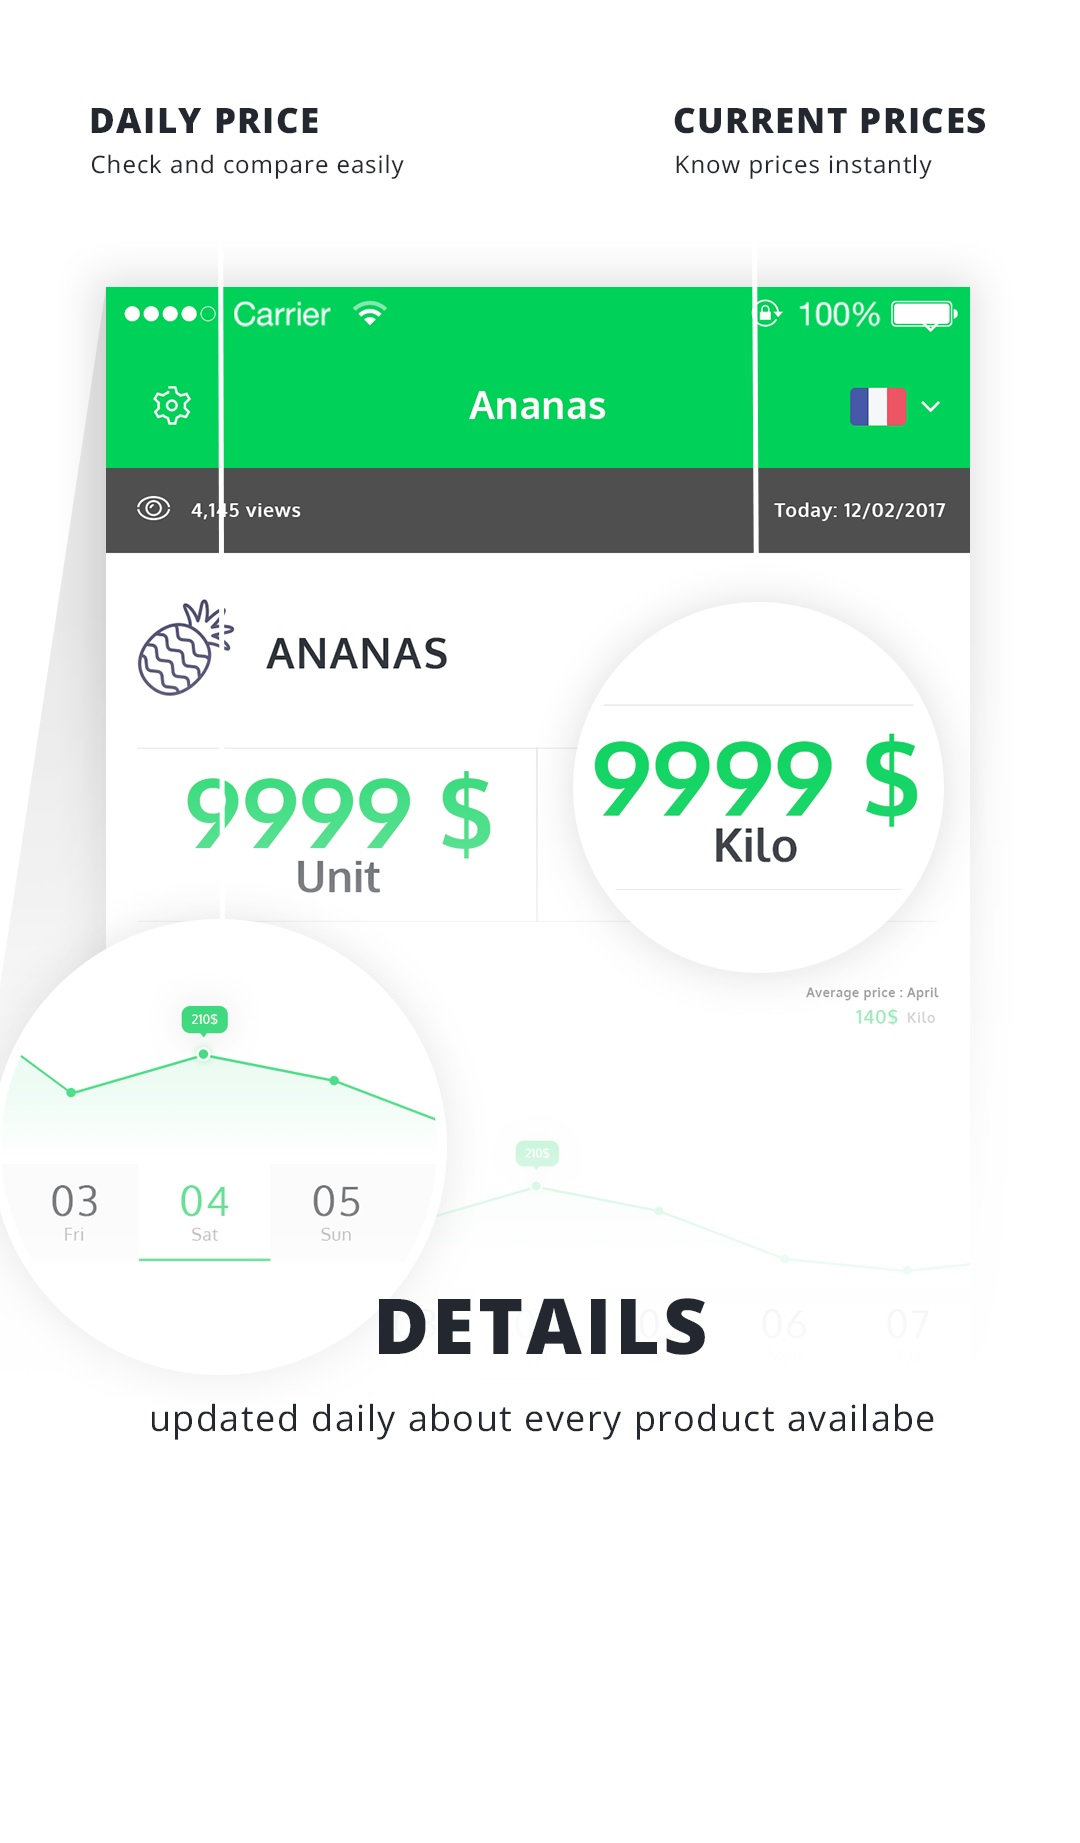 DAILY PRICE
Check and compare easily
CURRENT PRICES
Know prices instantly
Carrier
100%
Ananas
4,145 views
Today: 12/02/2017
ANANAS
9999 $
Unit
9999 $
Kilo
Average price : April
140$ Kilo
210$
210$
03
Fri
04
Sat
05
Sun
06
07
DETAILS
updated daily about every product availabe